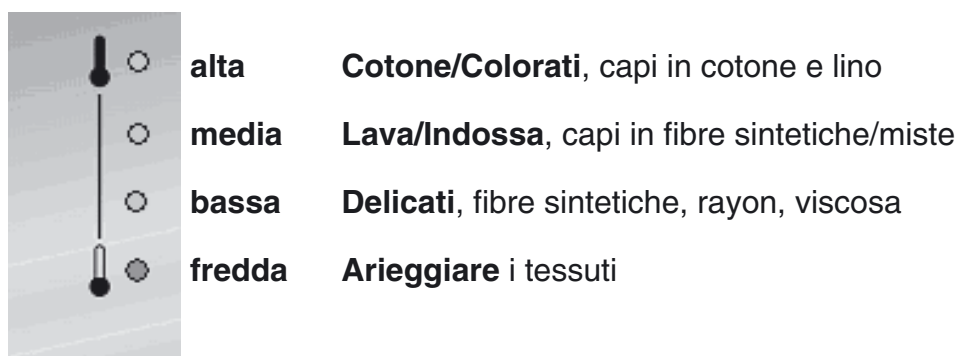 alta Cotone/Colorati, capi in cotone e lino
media Lava/Indossa, capi in fibre sintetiche/miste
bassa Delicati, fibre sintetiche, rayon, viscosa
fredda Arieggiare i tessuti